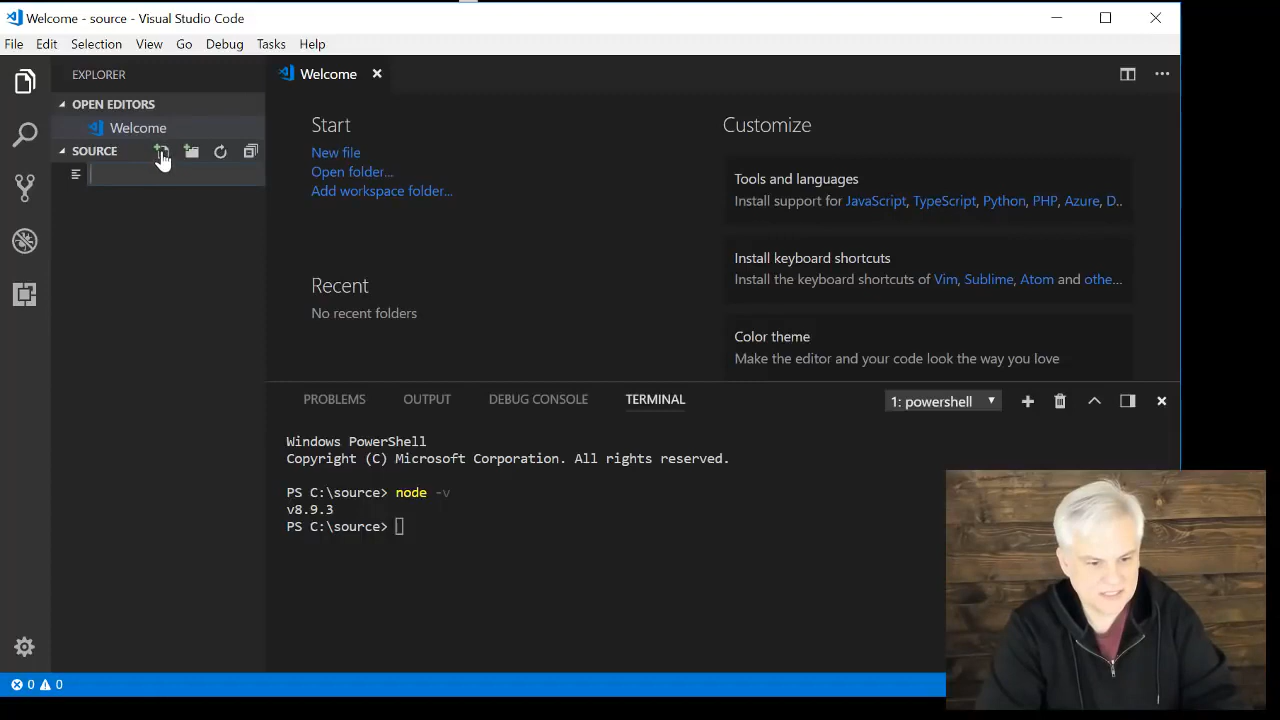 Welcome - source - Visual Studio Code
File Edit Selection View Go Debug Tasks Help
EXPLORER
OPEN EDITORS
Welcome
SOURCE
Welcome
Start
New file
Open folder...
Add workspace folder...
Recent
No recent folders
Customize
Tools and languages
Install support for JavaScript, TypeScript, Python, PHP, Azure, D..
Install keyboard shortcuts
Install the keyboard shortcuts of Vim, Sublime, Atom and othe...
Color theme
Make the editor and your code look the way you love
PROBLEMS OUTPUT DEBUG CONSOLE TERMINAL 1: powershell
Windows PowerShell
Copyright (C) Microsoft Corporation. All rights reserved.
PS C:\source> node -v
v8.9.3
PS C:\source>
0 0